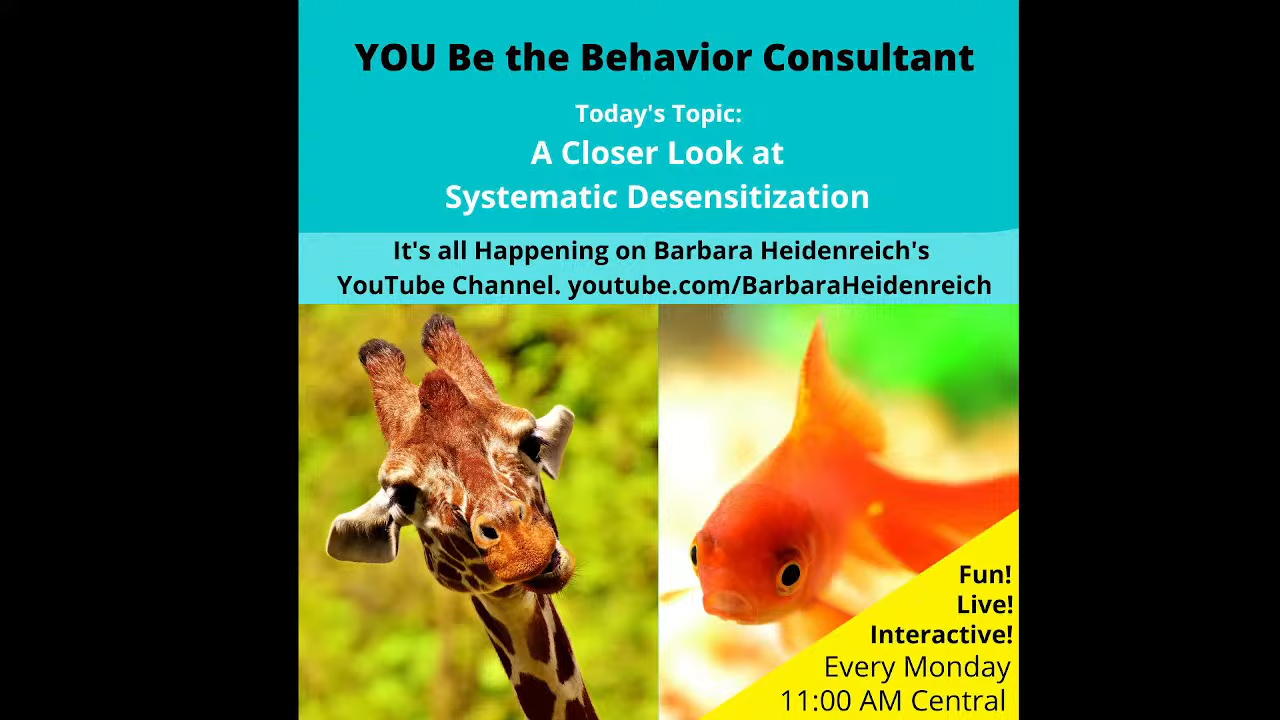 YOU Be the Behavior Consultant
Today's Topic:
A Closer Look at
Systematic Desensitization
It's all Happening on Barbara Heidenreich's
YouTube Channel. youtube.com/BarbaraHeidenreich
Fun!
Live!
Interactive!
Every Monday
11:00 AM Central